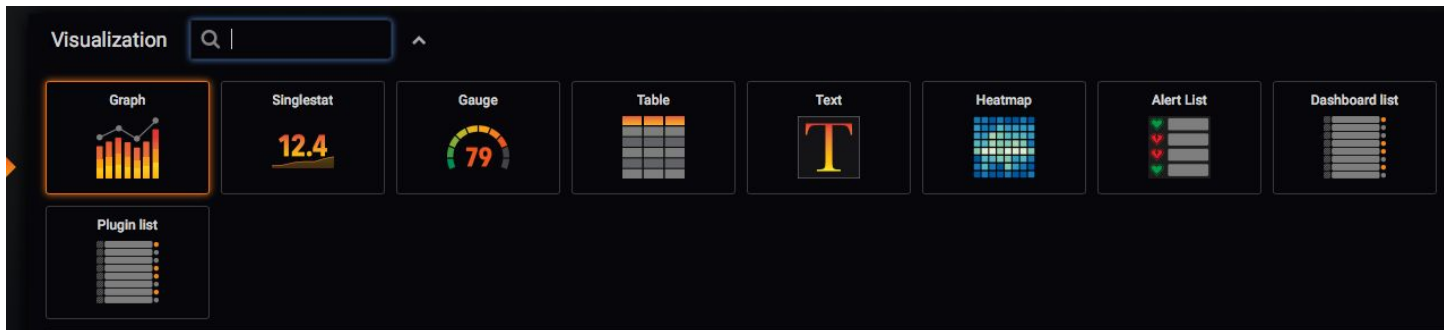 Visualization
Graph
Singlestat
Gauge
Table
Text
Heatmap
Alert List
Dashboard list
12.4
79
T
Plugin list